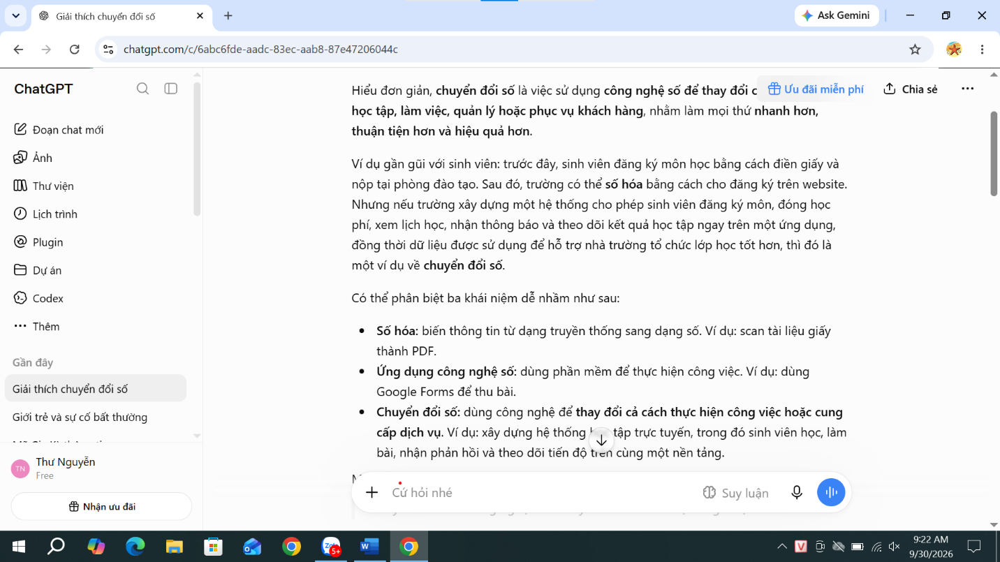 Giải thích chuyển đổi số
Ask Gemini
chatgpt.com/c/6abc6fde-aadc-83ec-aab8-87e47206044c
ChatGPT
Đoạn chat mới
Ảnh
Thư viện
Lịch trình
Plugin
Dự án
Codex
Thêm
Gần đây
Giải thích chuyển đổi số
Giới trẻ và sự cố bất thường
Thư Nguyễn
TN
Free
Nhận ưu đãi
Ưu đãi miễn phí
Chia sẻ
Hiểu đơn giản, chuyển đổi số là việc sử dụng công nghệ số để thay đổi
học tập, làm việc, quản lý hoặc phục vụ khách hàng, nhằm làm mọi thứ nhanh hơn,
thuận tiện hơn và hiệu quả hơn.
Ví dụ gần gũi với sinh viên: trước đây, sinh viên đăng ký môn học bằng cách điền giấy và
nộp tại phòng đào tạo. Sau đó, trường có thể số hóa bằng cách cho đăng ký trên website.
Nhưng nếu trường xây dựng một hệ thống cho phép sinh viên đăng ký môn, đóng học
phí, xem lịch học, nhận thông báo và theo dõi kết quả học tập ngay trên một ứng dụng,
đồng thời dữ liệu được sử dụng để hỗ trợ nhà trường tổ chức lớp học tốt hơn, thì đó là
một ví dụ về chuyển đổi số.
Có thể phân biệt ba khái niệm dễ nhầm như sau:
Số hóa: biến thông tin từ dạng truyền thống sang dạng số. Ví dụ: scan tài liệu giấy
thành PDF.
Ứng dụng công nghệ số: dùng phần mềm để thực hiện công việc. Ví dụ: dùng
Google Forms để thu bài.
Chuyển đổi số: dùng công nghệ để thay đổi cả cách thực hiện công việc hoặc cung
cấp dịch vụ. Ví dụ: xây dựng hệ thống tập trực tuyến, trong đó sinh viên học, làm
bài, nhận phản hồi và theo dõi tiến độ trên cùng một nền tảng.
Cứ hỏi nhé
Suy luận
Zalo
5+
9:22 AM
9/30/2026